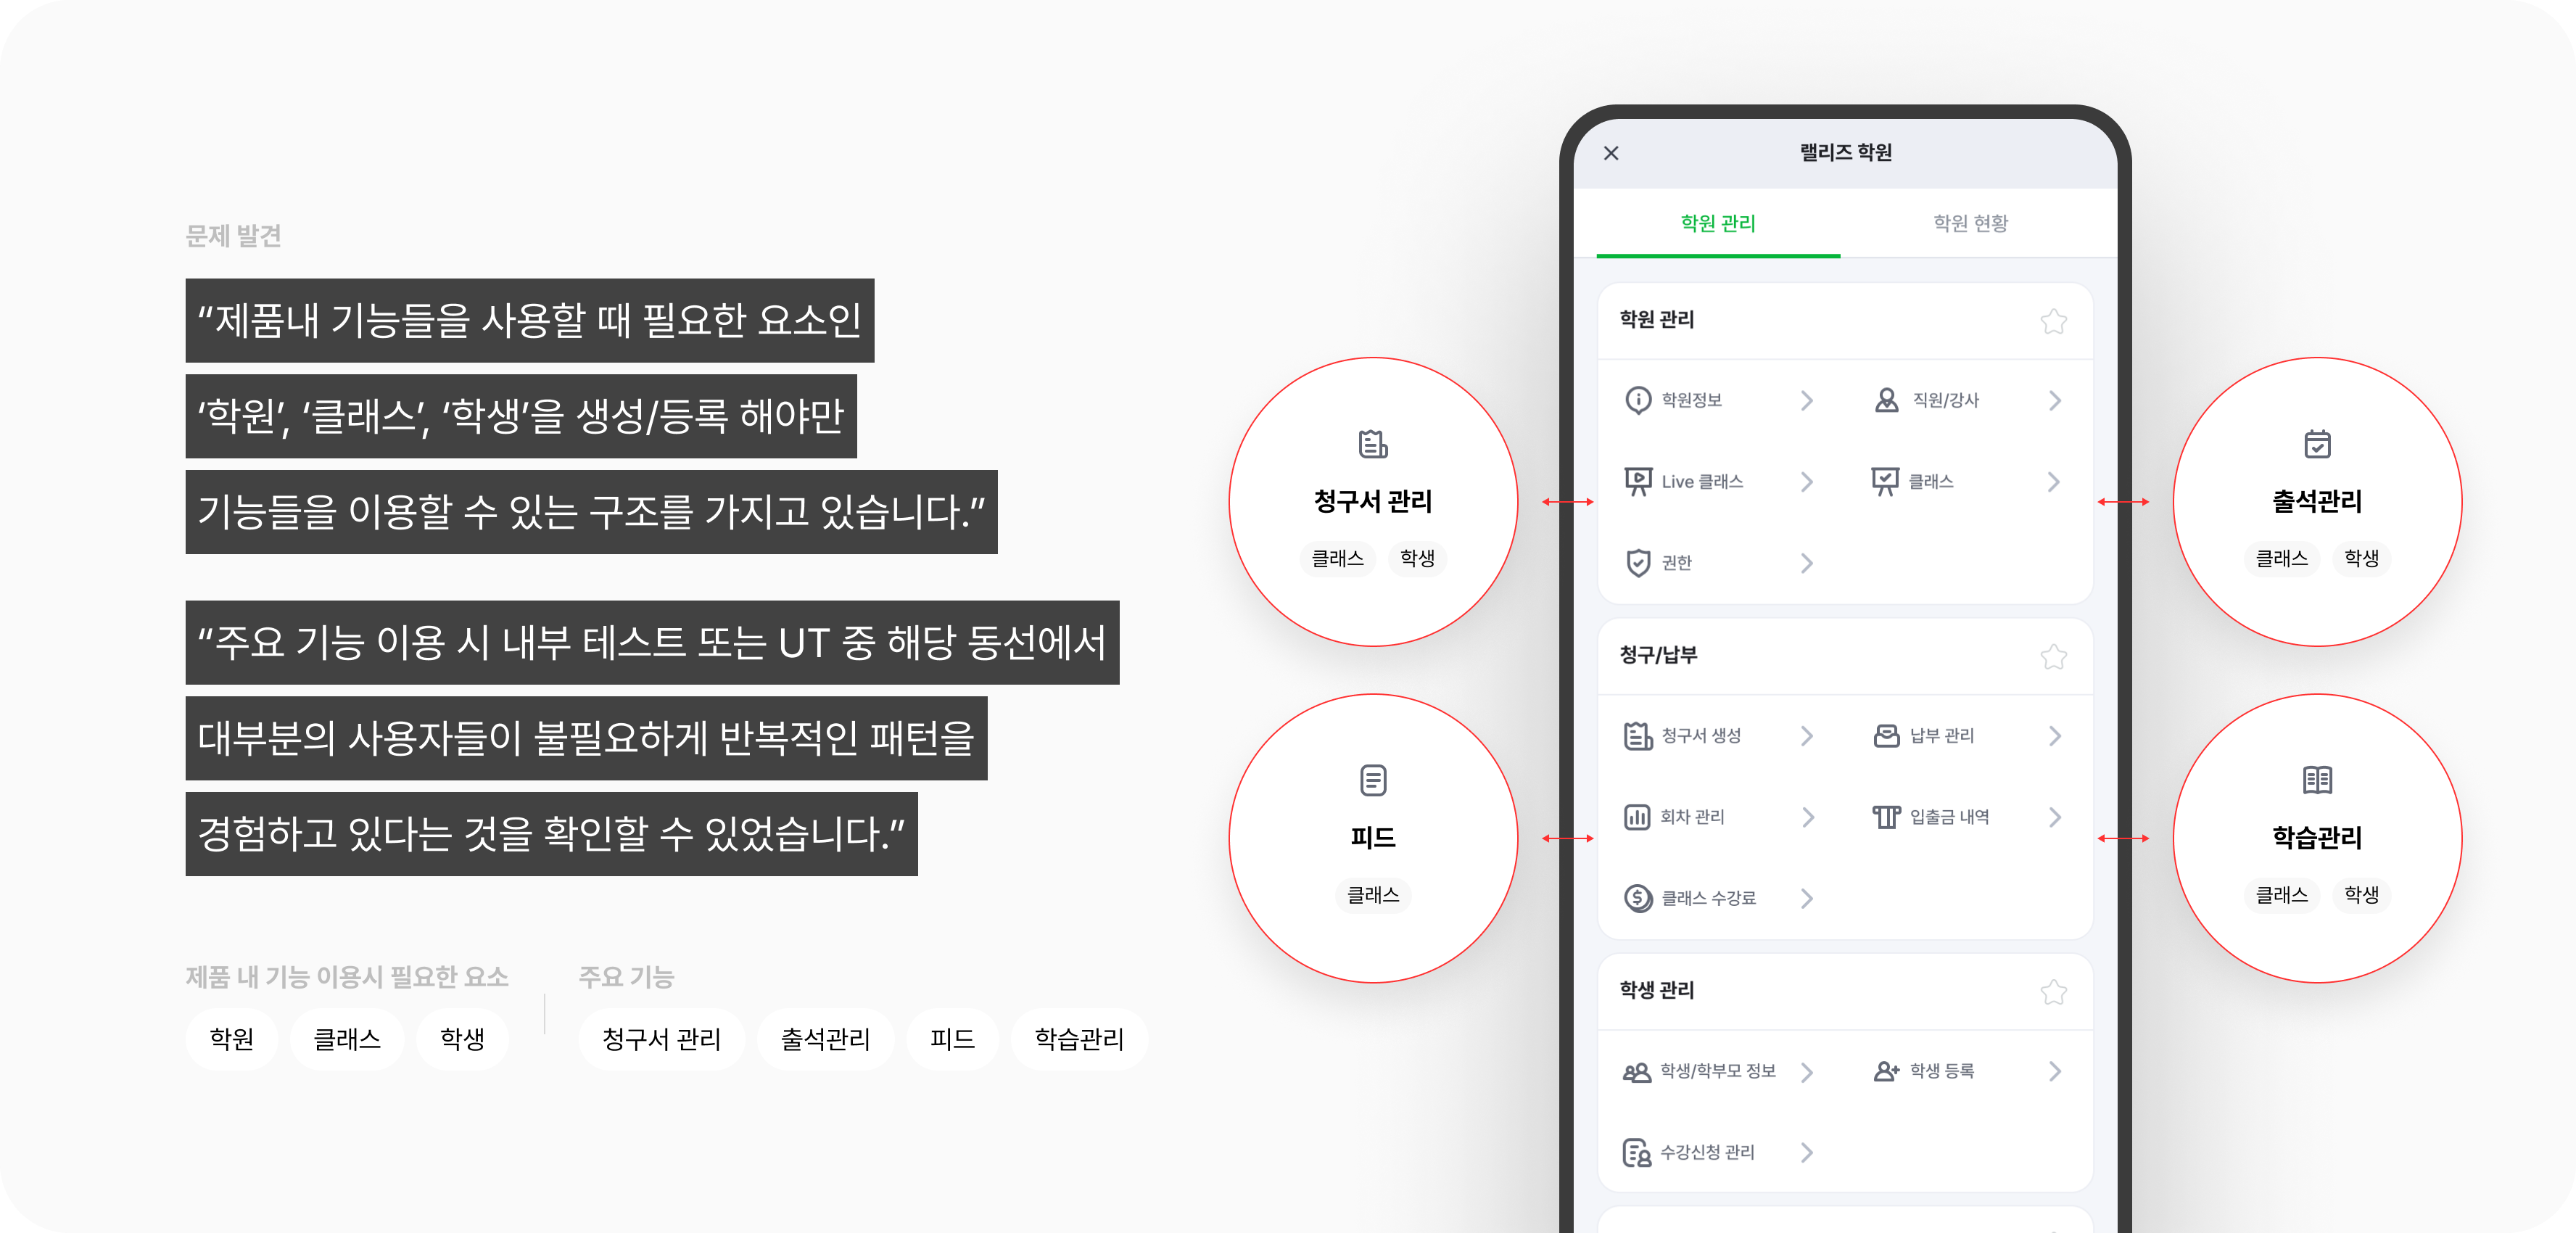 문제 발견
“제품내 기능들을 사용할 때 필요한 요소인
‘학원’, ‘클래스’, ‘학생’을 생성/등록 해야만
기능들을 이용할 수 있는 구조를 가지고 있습니다.”
“주요 기능 이용 시 내부 테스트 또는 UT 중 해당 동선에서
대부분의 사용자들이 불필요하게 반복적인 패턴을
경험하고 있다는 것을 확인할 수 있었습니다.”
제품 내 기능 이용시 필요한 요소
학원 클래스 학생
주요 기능
청구서 관리 출석관리 피드 학습관리
청구서 관리
클래스 학생
피드
클래스
랠리즈 학원
학원 관리 학원 현황
학원 관리
학원정보 직원/강사
Live 클래스 클래스
권한
청구/납부
청구서 생성 납부 관리
회차 관리 입출금 내역
클래스 수강료
학생 관리
학생/학부모 정보 학생 등록
수강신청 관리
출석관리
클래스 학생
학습관리
클래스 학생